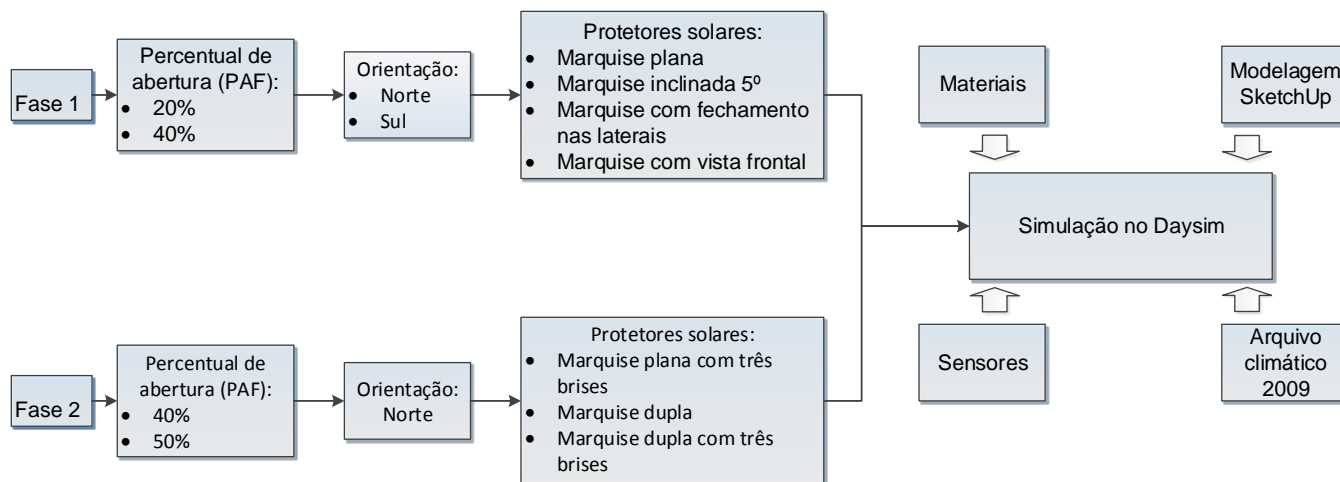 Fase 1
Percentual de
abertura (PAF):
• 20%
• 40%
Orientação:
• Norte
• Sul
Protetores solares:
• Marquise plana
• Marquise inclinada 5º
• Marquise com fechamento
nas laterais
• Marquise com vista frontal
Materiais
Modelagem
SketchUp
Simulação no Daysim
Fase 2
Percentual de
abertura (PAF):
• 40%
• 50%
Orientação:
Norte
Protetores solares:
• Marquise plana com três
brises
• Marquise dupla
• Marquise dupla com três
brises
Sensores
Arquivo
climático
2009